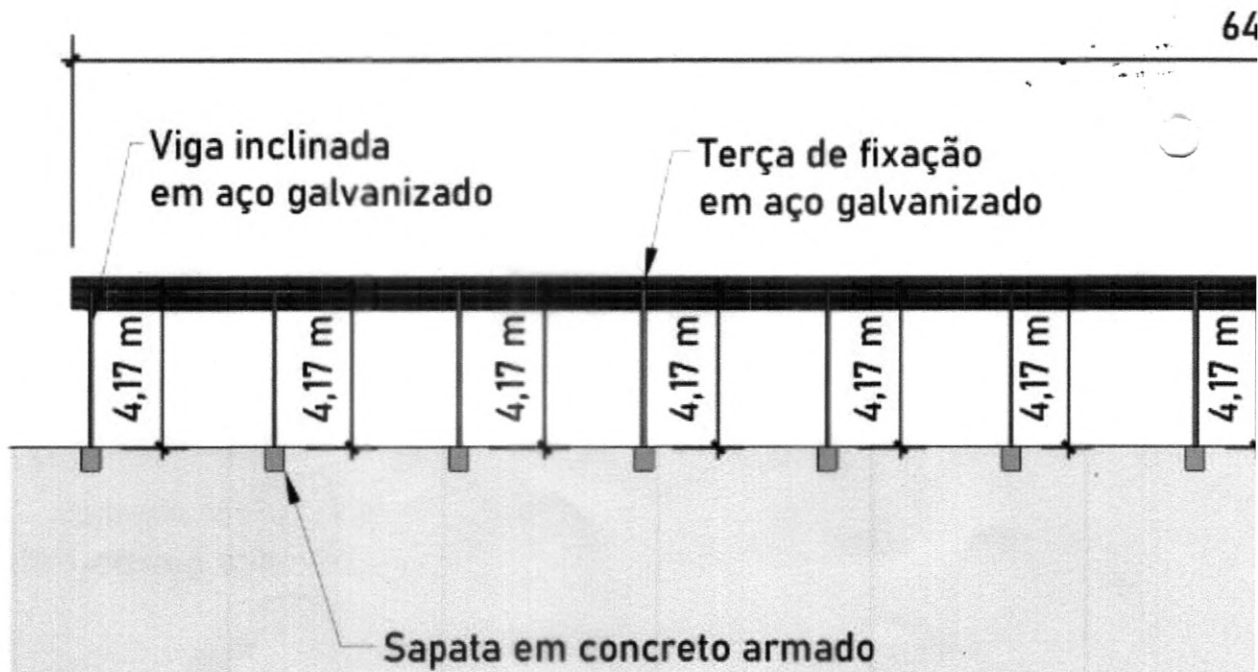 64
Viga inclinada
em aço galvanizado
Terça de fixação
em aço galvanizado
4,17 m
4,17 m
4,17 m
4,17 m
4,17 m
4,17 m
4,17 m
Sapata em concreto armado